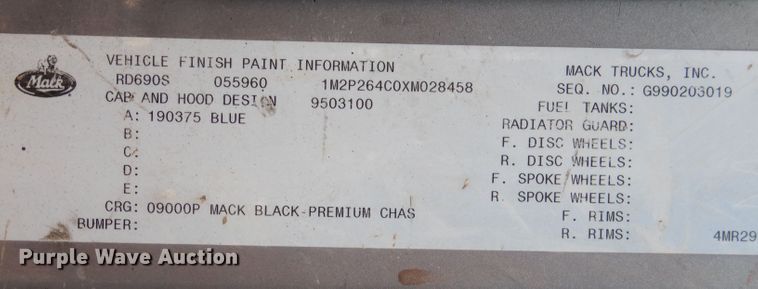 Mack
VEHICLE FINISH PAINT INFORMATION
RD690S 055960 1M2P264C0XM028458
CAB AND HOOD DESIGN 9503100
A: 190375 BLUE
B:
C:
D:
E:
CRG: 09000P MACK BLACK-PREMIUM CHAS
BUMPER:
MACK TRUCKS, INC.
SEQ. NO.: G990203019
FUEL TANKS:
RADIATOR GUARD:
F. DISC WHEELS:
R. DISC WHEELS:
F. SPOKE WHEELS:
R. SPOKE WHEELS:
F. RIMS:
R. RIMS:
4MR29
Purple Wave Auction